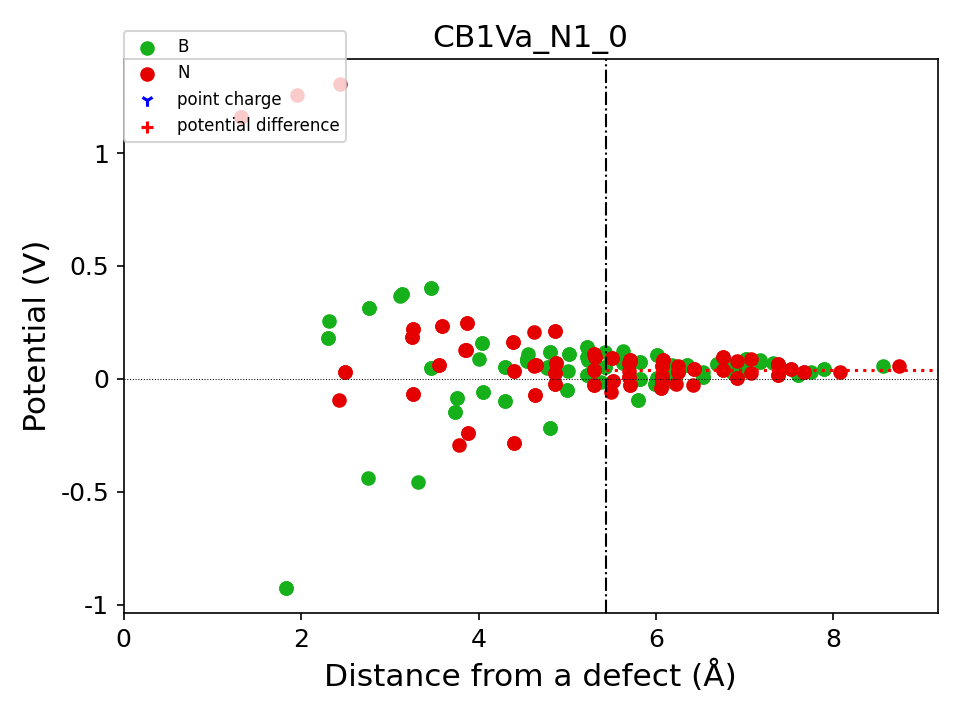 CB1Va_N1_0
B
N
point charge
potential difference
Potential (V)
1
0.5
0
-0.5
-1
0 2 4 6 8
Distance from a defect (Å)